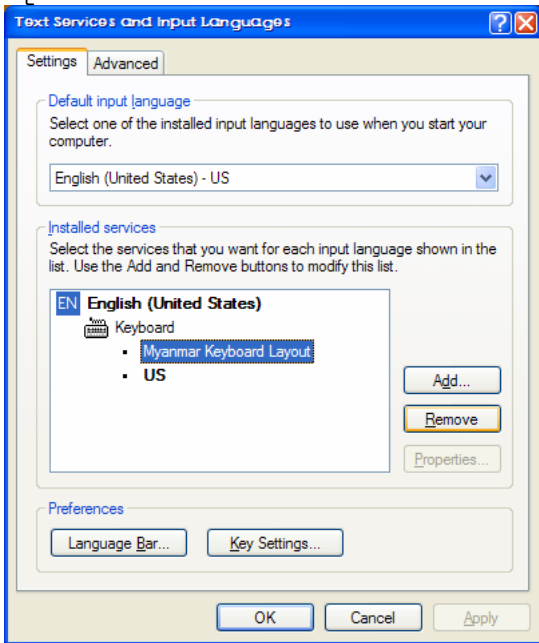 Text Services and Input Languages
Settings Advanced
Default input language
Select one of the installed input languages to use when you start your
computer.
English (United States) - US
Installed services
Select the services that you want for each input language shown in the
list. Use the Add and Remove buttons to modify this list.
EN English (United States)
Keyboard
Myanmar Keyboard Layout
US
Add...
Remove
Properties...
Preferences
Language Bar... Key Settings...
OK Cancel Apply